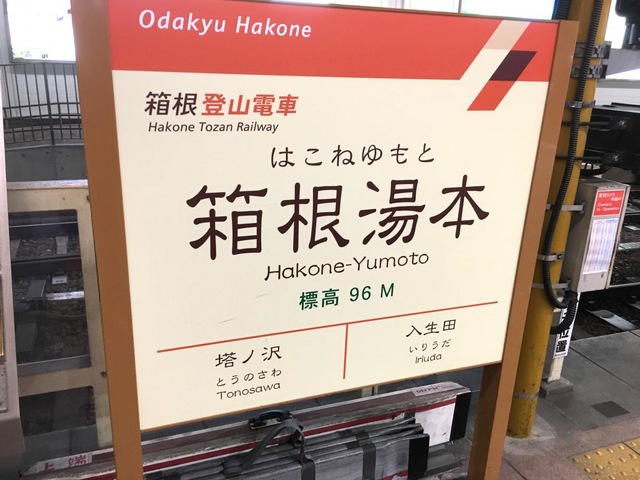 Odakyu Hakone
箱根登山電車
Hakone Tozan Railway
はこねゆもと
箱根湯本
Hakone-Yumoto
標高 96 M
塔ノ沢
とうのさわ
Tonosawa
入生田
いりうだ
Iriuda
上端